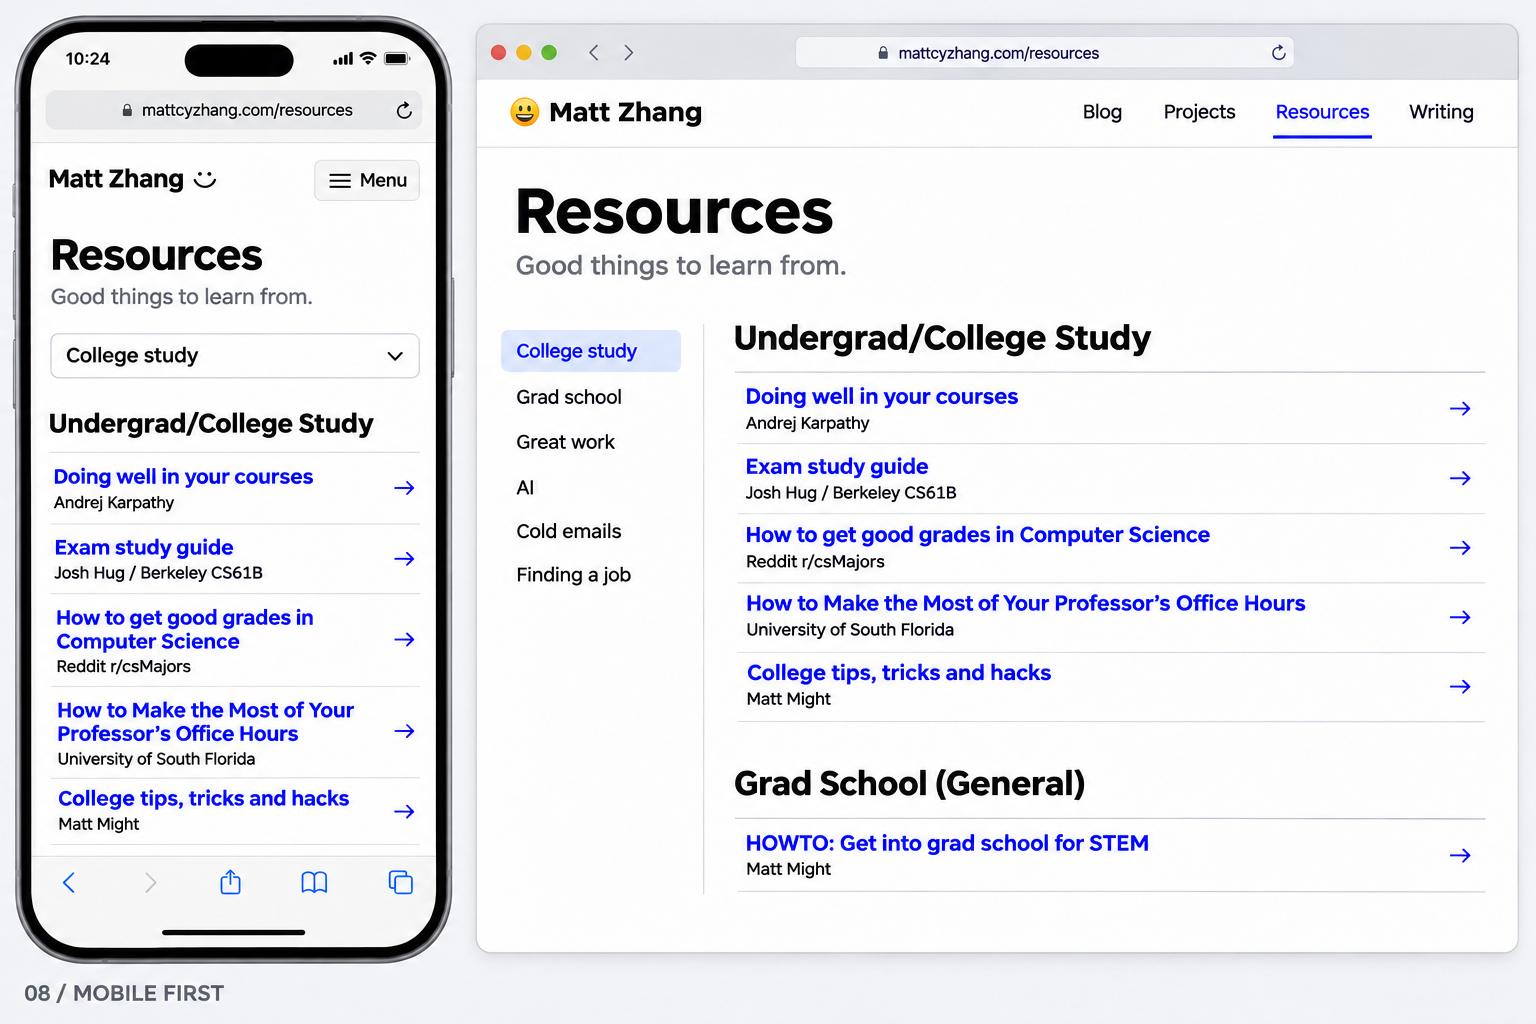 10:24
mattcyzhang.com/resources
Matt Zhang
Menu
Resources
Good things to learn from.
College study
Undergrad/College Study
Doing well in your courses
Andrej Karpathy
Exam study guide
Josh Hug / Berkeley CS61B
How to get good grades in
Computer Science
Reddit r/csMajors
How to Make the Most of Your
Professor’s Office Hours
University of South Florida
College tips, tricks and hacks
Matt Might
mattcyzhang.com/resources
Matt Zhang
Blog
Projects
Resources
Writing
Resources
Good things to learn from.
College study
Grad school
Great work
AI
Cold emails
Finding a job
Undergrad/College Study
Doing well in your courses
Andrej Karpathy
Exam study guide
Josh Hug / Berkeley CS61B
How to get good grades in Computer Science
Reddit r/csMajors
How to Make the Most of Your Professor’s Office Hours
University of South Florida
College tips, tricks and hacks
Matt Might
Grad School (General)
HOWTO: Get into grad school for STEM
Matt Might
08 / MOBILE FIRST